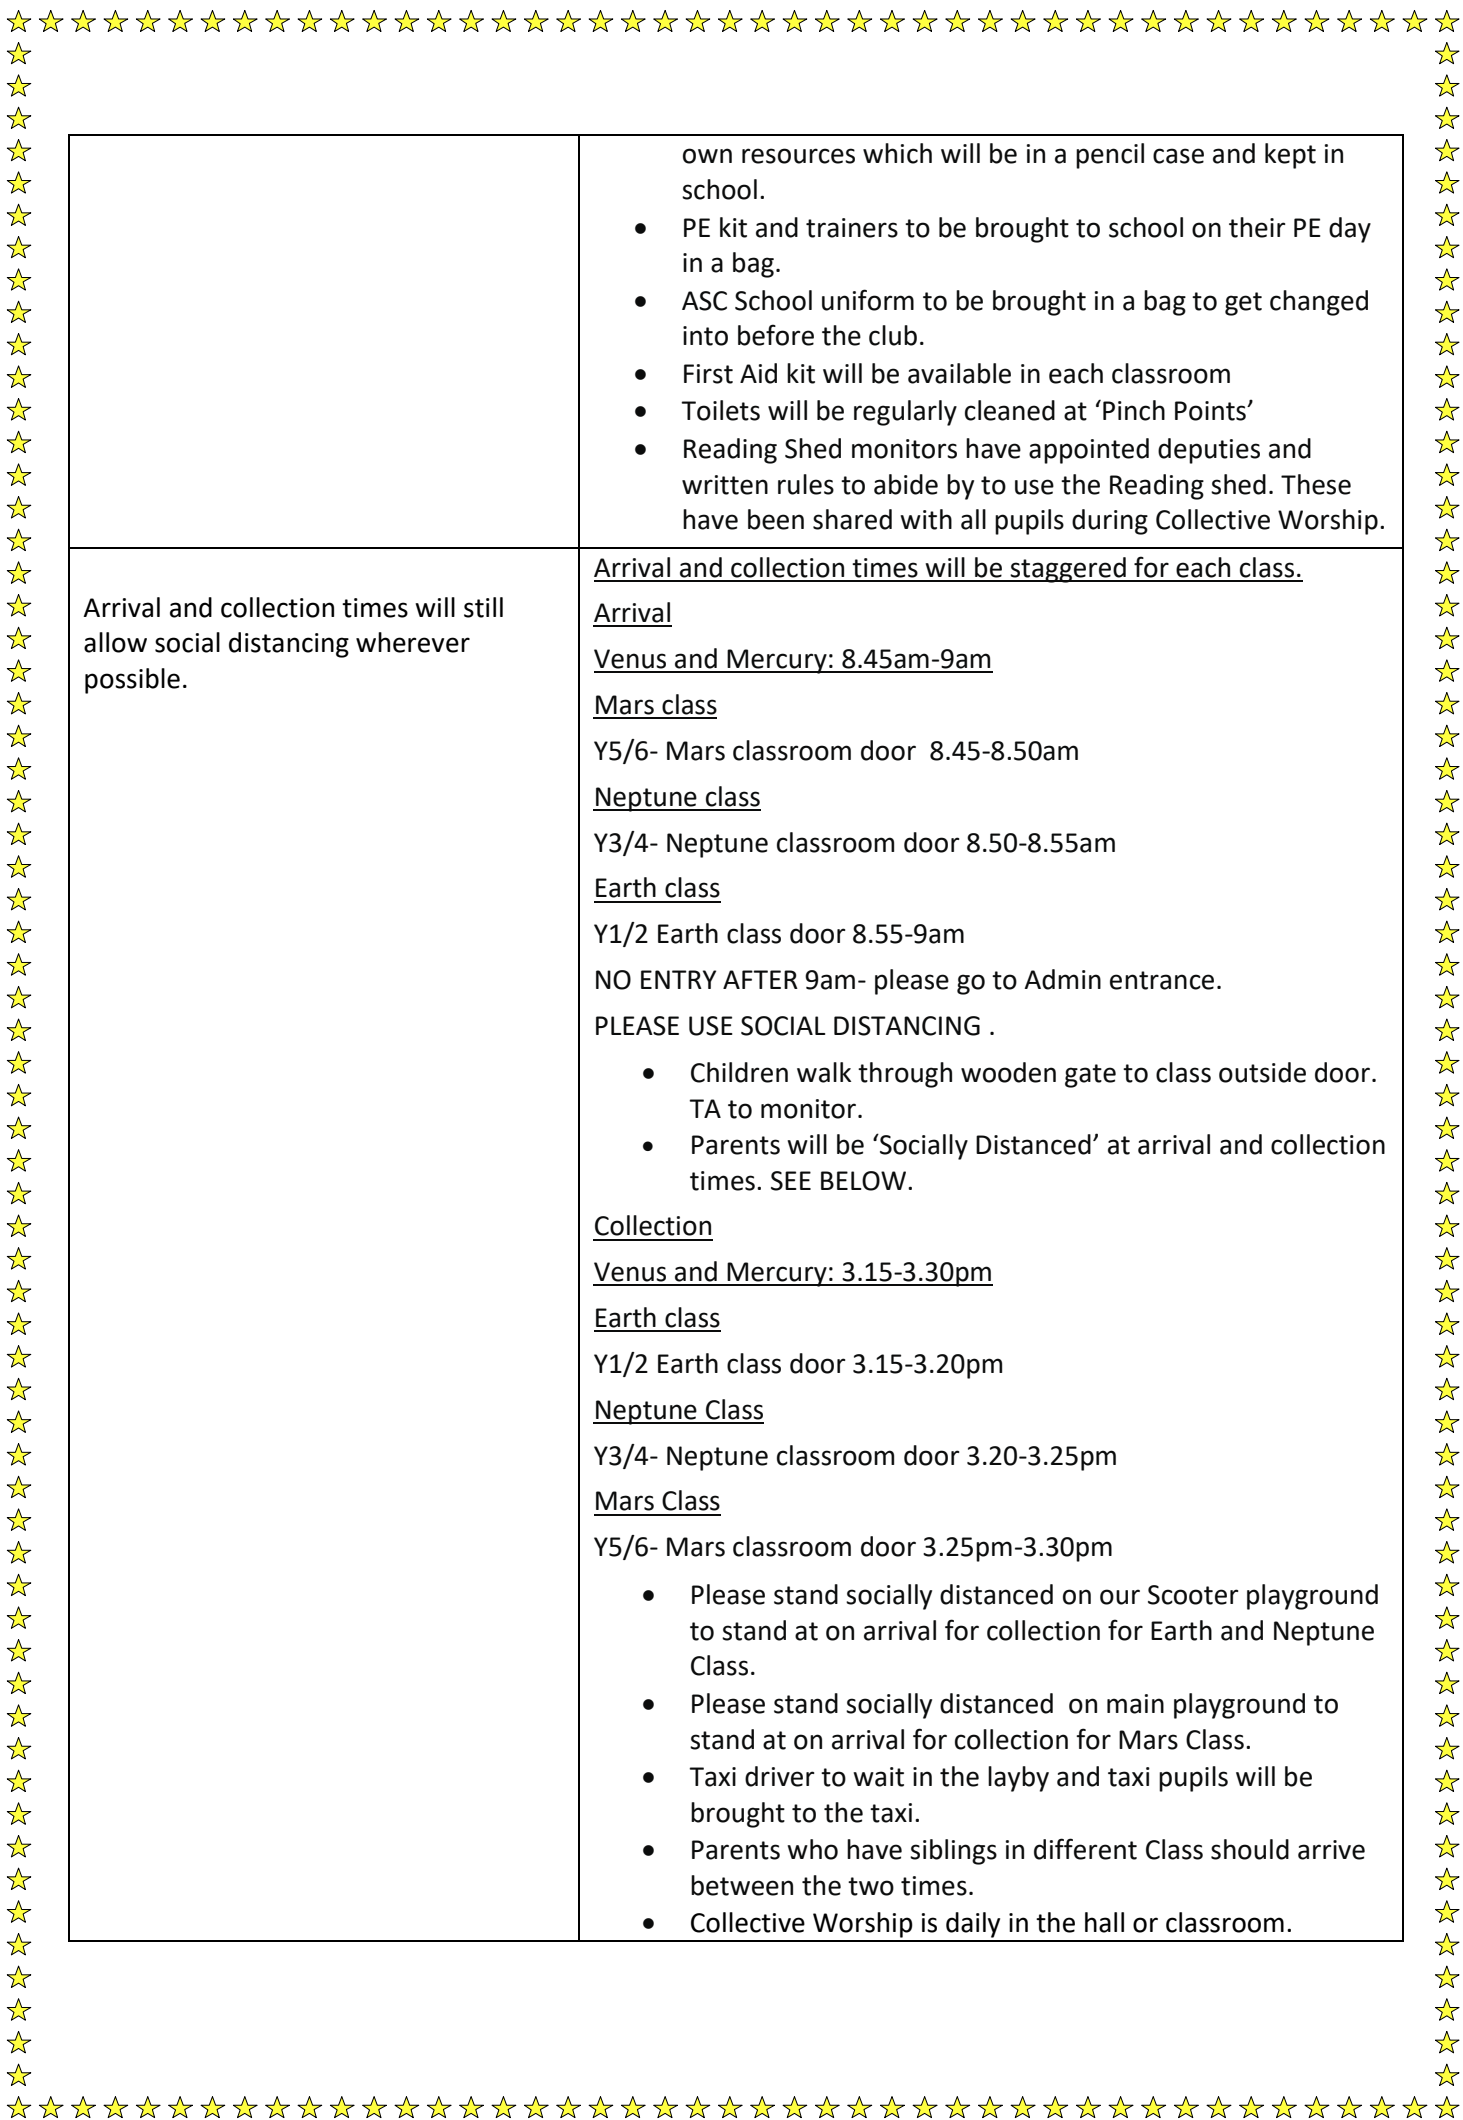 own resources which will be in a pencil case and kept in
school.
• PE kit and trainers to be brought to school on their PE day
in a bag.
• ASC School uniform to be brought in a bag to get changed
into before the club.
• First Aid kit will be available in each classroom
• Toilets will be regularly cleaned at ‘Pinch Points’
• Reading Shed monitors have appointed deputies and
written rules to abide by to use the Reading shed. These
have been shared with all pupils during Collective Worship.
Arrival and collection times will still
allow social distancing wherever
possible.
Arrival and collection times will be staggered for each class.
Arrival
Venus and Mercury: 8.45am-9am
Mars class
Y5/6- Mars classroom door  8.45-8.50am
Neptune class
Y3/4- Neptune classroom door 8.50-8.55am
Earth class
Y1/2 Earth class door 8.55-9am
NO ENTRY AFTER 9am- please go to Admin entrance.
PLEASE USE SOCIAL DISTANCING .
• Children walk through wooden gate to class outside door.
TA to monitor.
• Parents will be ‘Socially Distanced’ at arrival and collection
times. SEE BELOW.
Collection
Venus and Mercury: 3.15-3.30pm
Earth class
Y1/2 Earth class door 3.15-3.20pm
Neptune Class
Y3/4- Neptune classroom door 3.20-3.25pm
Mars Class
Y5/6- Mars classroom door 3.25pm-3.30pm
• Please stand socially distanced on our Scooter playground
to stand at on arrival for collection for Earth and Neptune
Class.
• Please stand socially distanced  on main playground to
stand at on arrival for collection for Mars Class.
• Taxi driver to wait in the layby and taxi pupils will be
brought to the taxi.
• Parents who have siblings in different Class should arrive
between the two times.
• Collective Worship is daily in the hall or classroom.